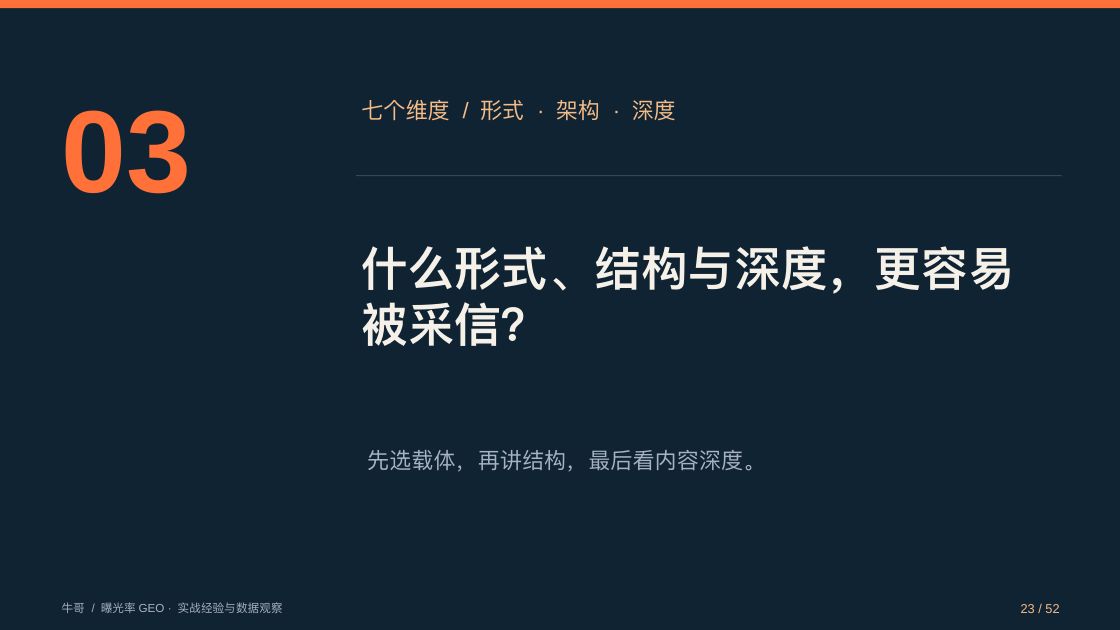 03
七个维度 / 形式 · 架构 · 深度
什么形式、结构与深度，更容易
被采信？
先选载体，再讲结构，最后看内容深度。
牛哥 / 曝光率 GEO · 实战经验与数据观察
23 / 52